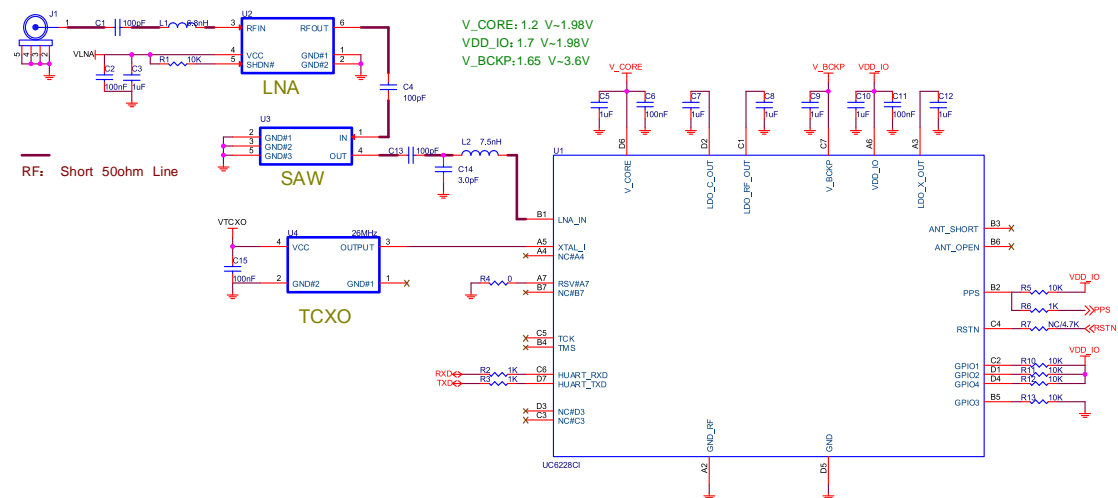 J1
C1
100pF
L1
6.8nH
U2
3
RFIN
RFOUT
6
VLNA
4
VCC
GND#1
1
R1
10K
5
SHDN#
GND#2
2
5
4
3
2
C2
100nF
C3
1uF
LNA
C4
100pF
V_CORE: 1.2 V~1.98V
VDD_IO: 1.7 V~1.98V
V_BCKP: 1.65 V~3.6V
U3
2
GND#1
IN
1
3
GND#2
5
GND#3
OUT
4
SAW
C13
100pF
L2
7.5nH
C14
3.0pF
RF: Short 50ohm Line
V_CORE
V_BCKP
VDD_IO
C5
1uF
C6
100nF
C7
1uF
C8
1uF
C9
1uF
C10
1uF
C11
100nF
C12
1uF
D6
D2
C1
C7
A6
A3
U1
V_CORE
LDO_C_OUT
LDO_RF_OUT
V_BCKP
VDD_IO
LDO_X_OUT
B1
LNA_IN
VTCXO
U4
26MHz
4
VCC
OUTPUT
3
C15
100nF
2
GND#2
GND#1
1
TCXO
A5
XTAL_I
A4
NC#A4
R4
0
A7
RSV#A7
B7
NC#B7
C5
TCK
B4
TMS
RXD
R2
1K
C6
HUART_RXD
TXD
R3
1K
D7
HUART_TXD
D3
NC#D3
C3
NC#C3
ANT_SHORT
B3
ANT_OPEN
B6
VDD_IO
PPS
B2
R5
10K
R6
1K
PPS
RSTN
C4
R7
NC/4.7K
RSTN
VDD_IO
GPIO1
C2
R10
10K
GPIO2
D1
R11
10K
GPIO4
D4
R12
10K
GPIO3
B5
R13
10K
GND_RF
GND
UC6228CI
A2
D5